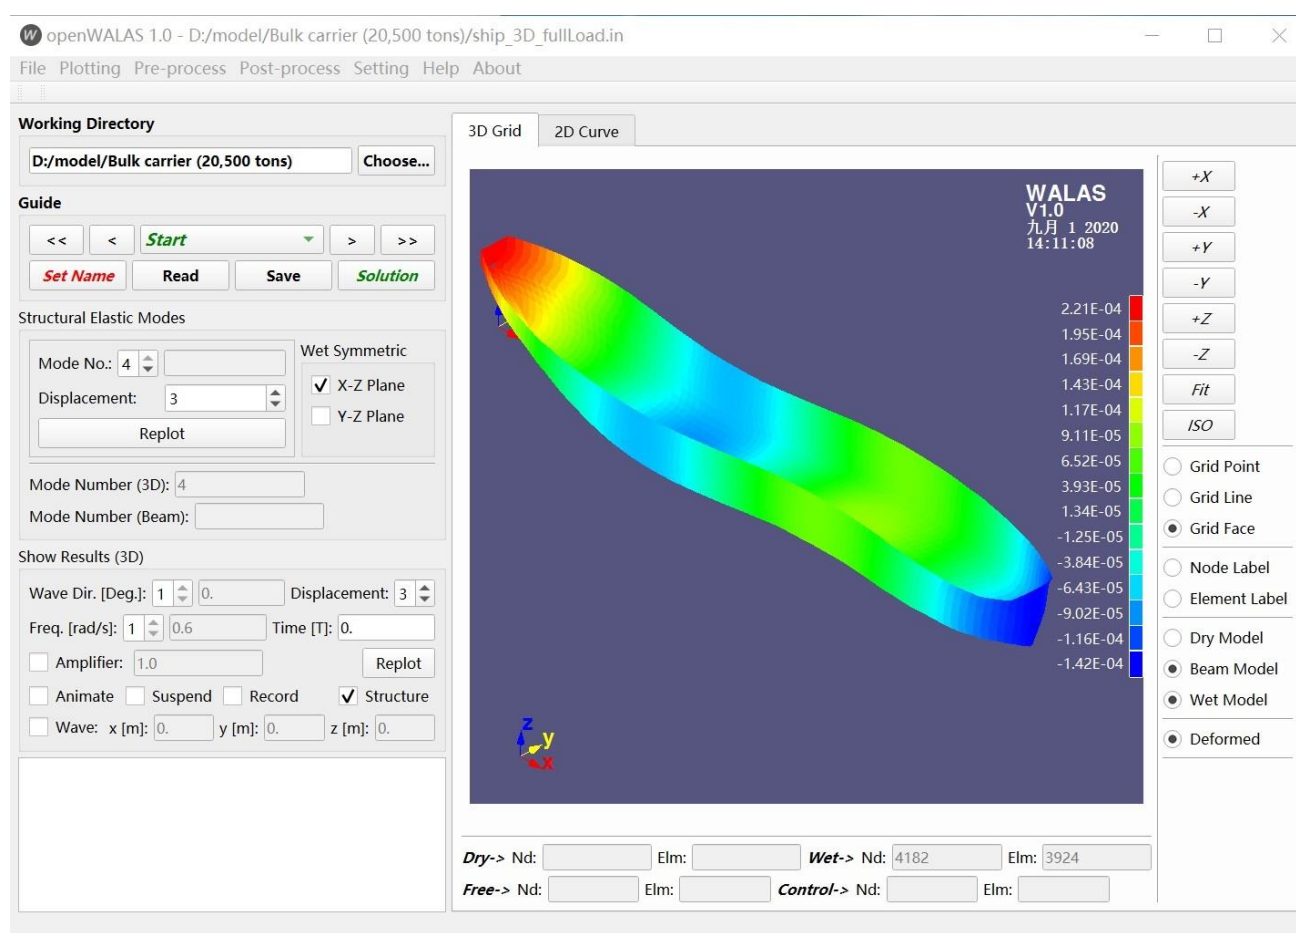 openWALAS 1.0 - D:/model/Bulk carrier (20,500 tons)/ship_3D_fullLoad.in
File Plotting Pre-process Post-process Setting Help About
Working Directory
D:/model/Bulk carrier (20,500 tons) Choose...
Guide
<< < Start > >>
Set Name Read Save Solution
Structural Elastic Modes
Mode No.: 4
Displacement: 3
Replot
Wet Symmetric
X-Z Plane
Y-Z Plane
Mode Number (3D): 4
Mode Number (Beam):
Show Results (3D)
Wave Dir. [Deg.]: 1 0. Displacement: 3
Freq. [rad/s]: 1 0.6 Time [T]: 0.
Amplifier: 1.0 Replot
Animate Suspend Record Structure
Wave: x [m]: 0. y [m]: 0. z [m]: 0.
3D Grid 2D Curve
WALAS
V1.0
九月 1 2020
14:11:08
2.21E-04
1.95E-04
1.69E-04
1.43E-04
1.17E-04
9.11E-05
6.52E-05
3.93E-05
1.34E-05
-1.25E-05
-3.84E-05
-6.43E-05
-9.02E-05
-1.16E-04
-1.42E-04
z
y
x
+X
-X
+Y
-Y
+Z
-Z
Fit
ISO
Grid Point
Grid Line
Grid Face
Node Label
Element Label
Dry Model
Beam Model
Wet Model
Deformed
Dry-> Nd: Elm: Wet-> Nd: 4182 Elm: 3924
Free-> Nd: Elm: Control-> Nd: Elm: